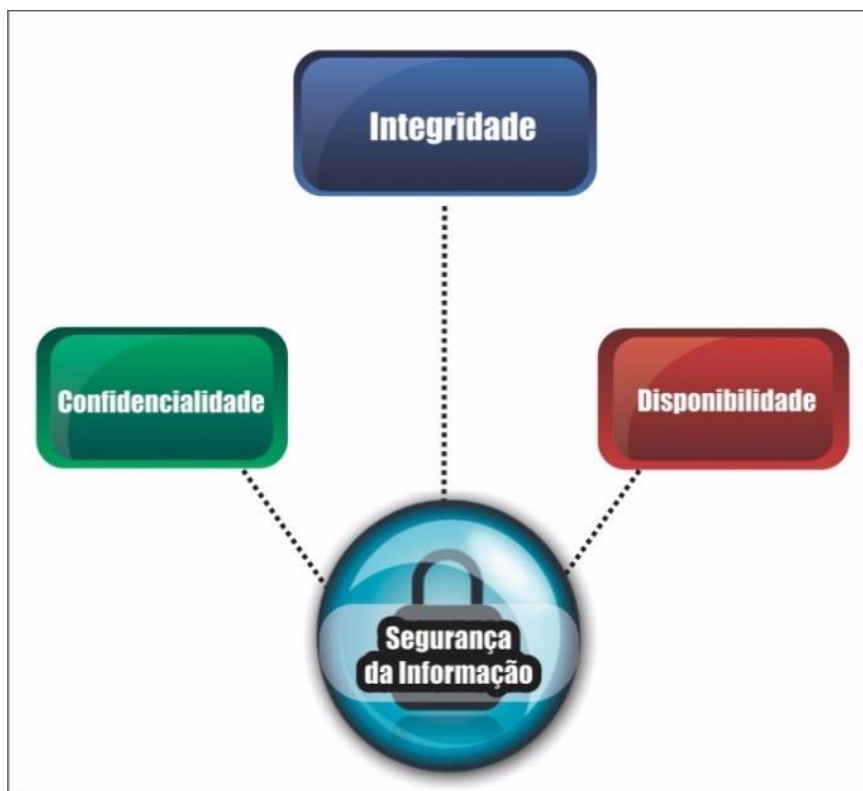 Integridade
Confidencialidade
Disponibilidade
Segurança
da Informação